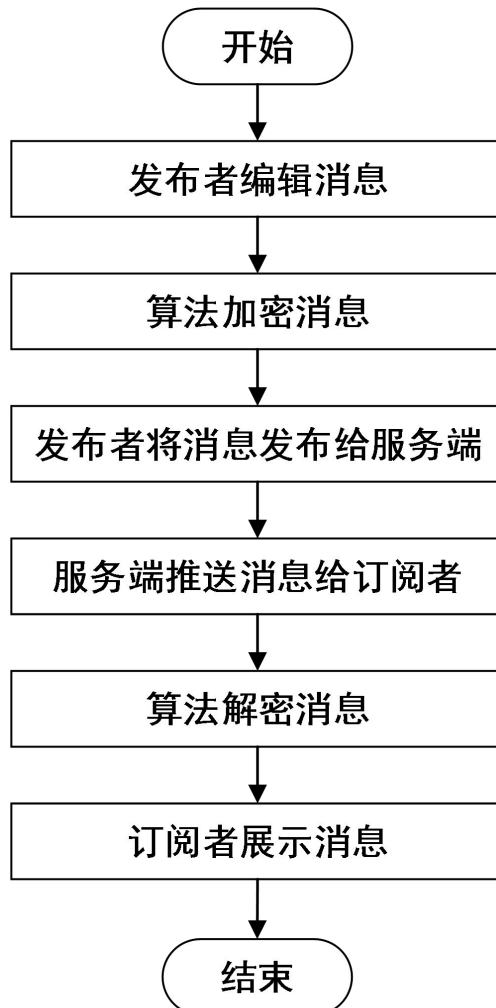 开始
发布者编辑消息
算法加密消息
发布者将消息发布给服务端
服务端推送消息给订阅者
算法解密消息
订阅者展示消息
结束